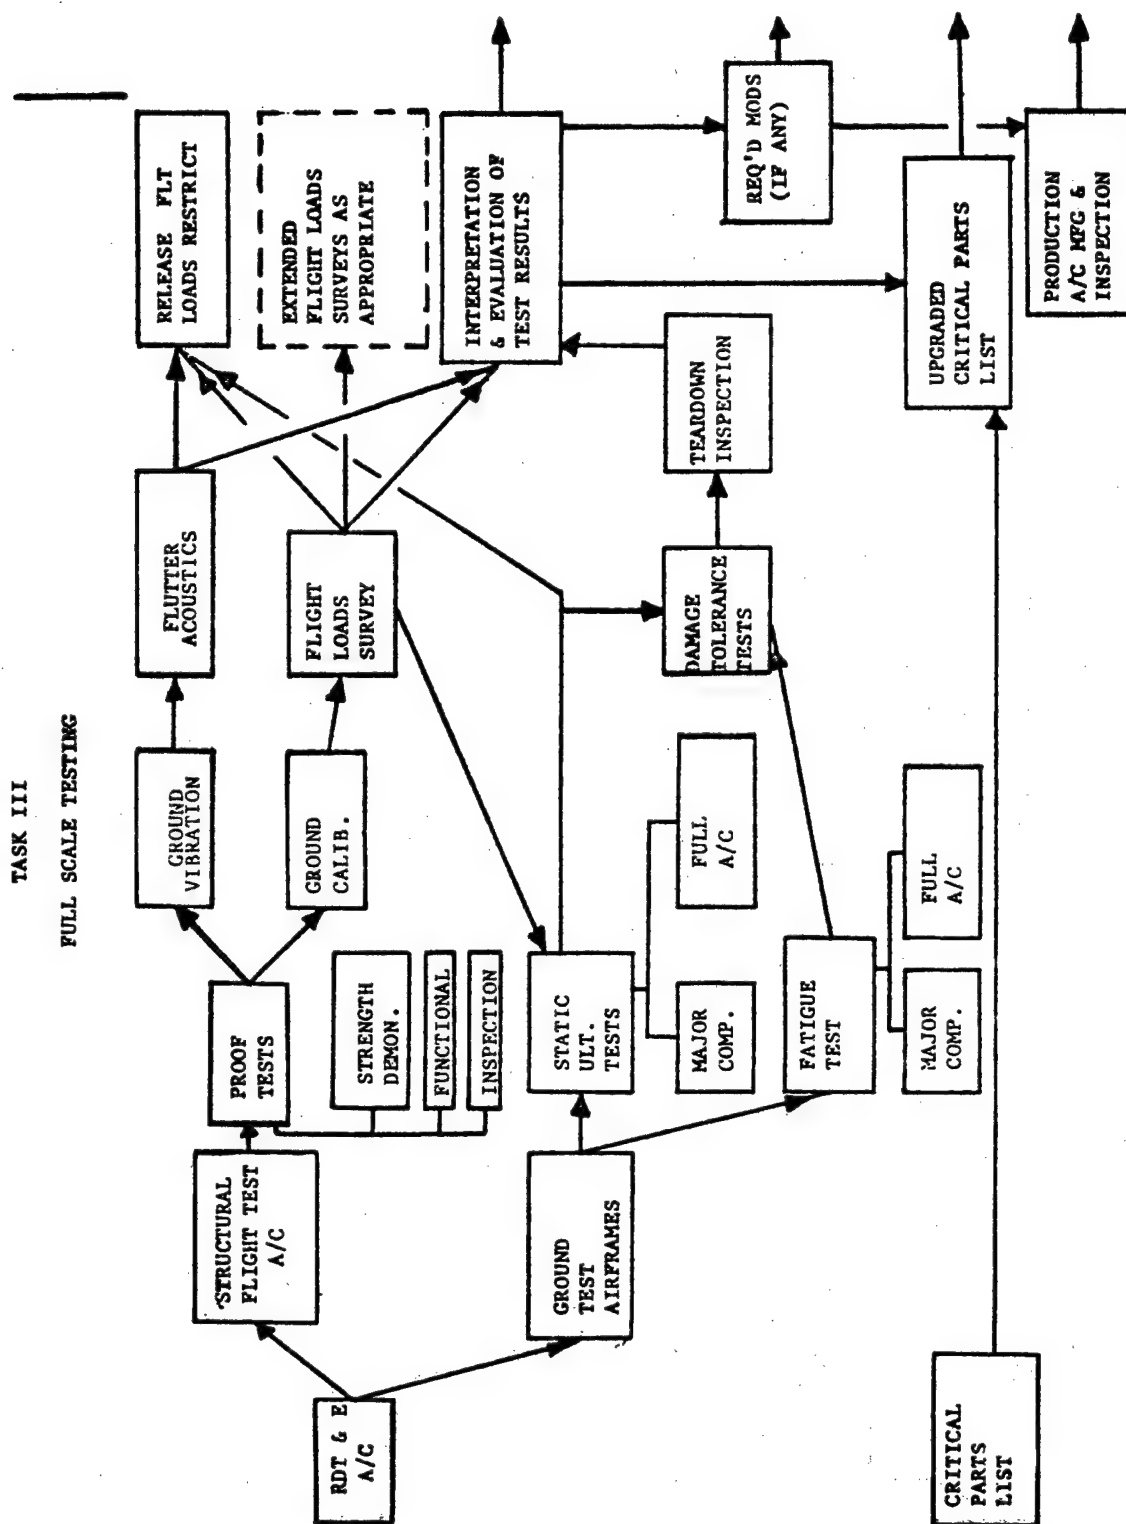 TASK III
FULL SCALE TESTING
RDT & E
A/C
STRUCTURAL
FLIGHT TEST
A/C
PROOF
TESTS
GROUND
VIBRATION
FLUTTER
ACOUSTICS
RELEASE FLT
LOADS RESTRICT
STRENGTH
DEMON.
FUNCTIONAL
INSPECTION
GROUND
CALIB.
FLIGHT
LOADS
SURVEY
EXTENDED
FLIGHT LOADS
SURVEYS AS
APPROPRIATE
INTERPRETATION
& EVALUATION OF
TEST RESULTS
GROUND
TEST
AIRFRAMES
STATIC
ULT.
TESTS
MAJOR
COMP.
FULL
A/C
DAMAGE
TOLERANCE
TESTS
TEARDOWN
INSPECTION
REQ'D MODS
(IF ANY)
FATIGUE
TEST
MAJOR
COMP.
FULL
A/C
CRITICAL
PARTS
LIST
UPGRADED
CRITICAL PARTS
LIST
PRODUCTION
A/C MFG &
INSPECTION